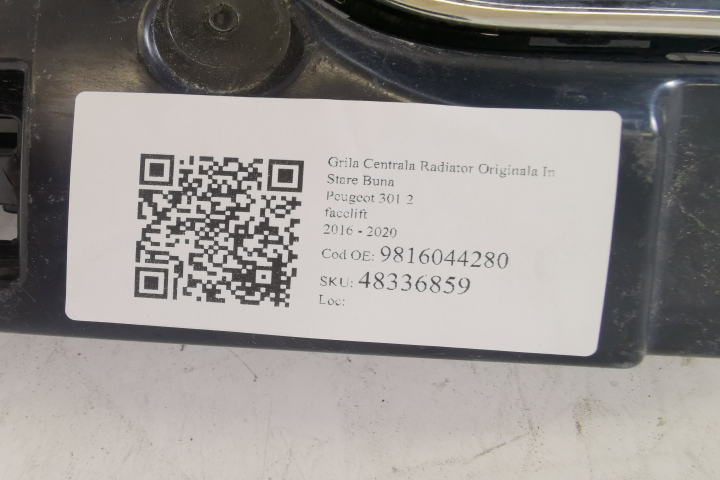 Grila Centrala Radiator Originala In
Stare Buna
Peugeot 301 2
facelift
2016 - 2020
Cod OE: 9816044280
SKU: 48336859
Loc: